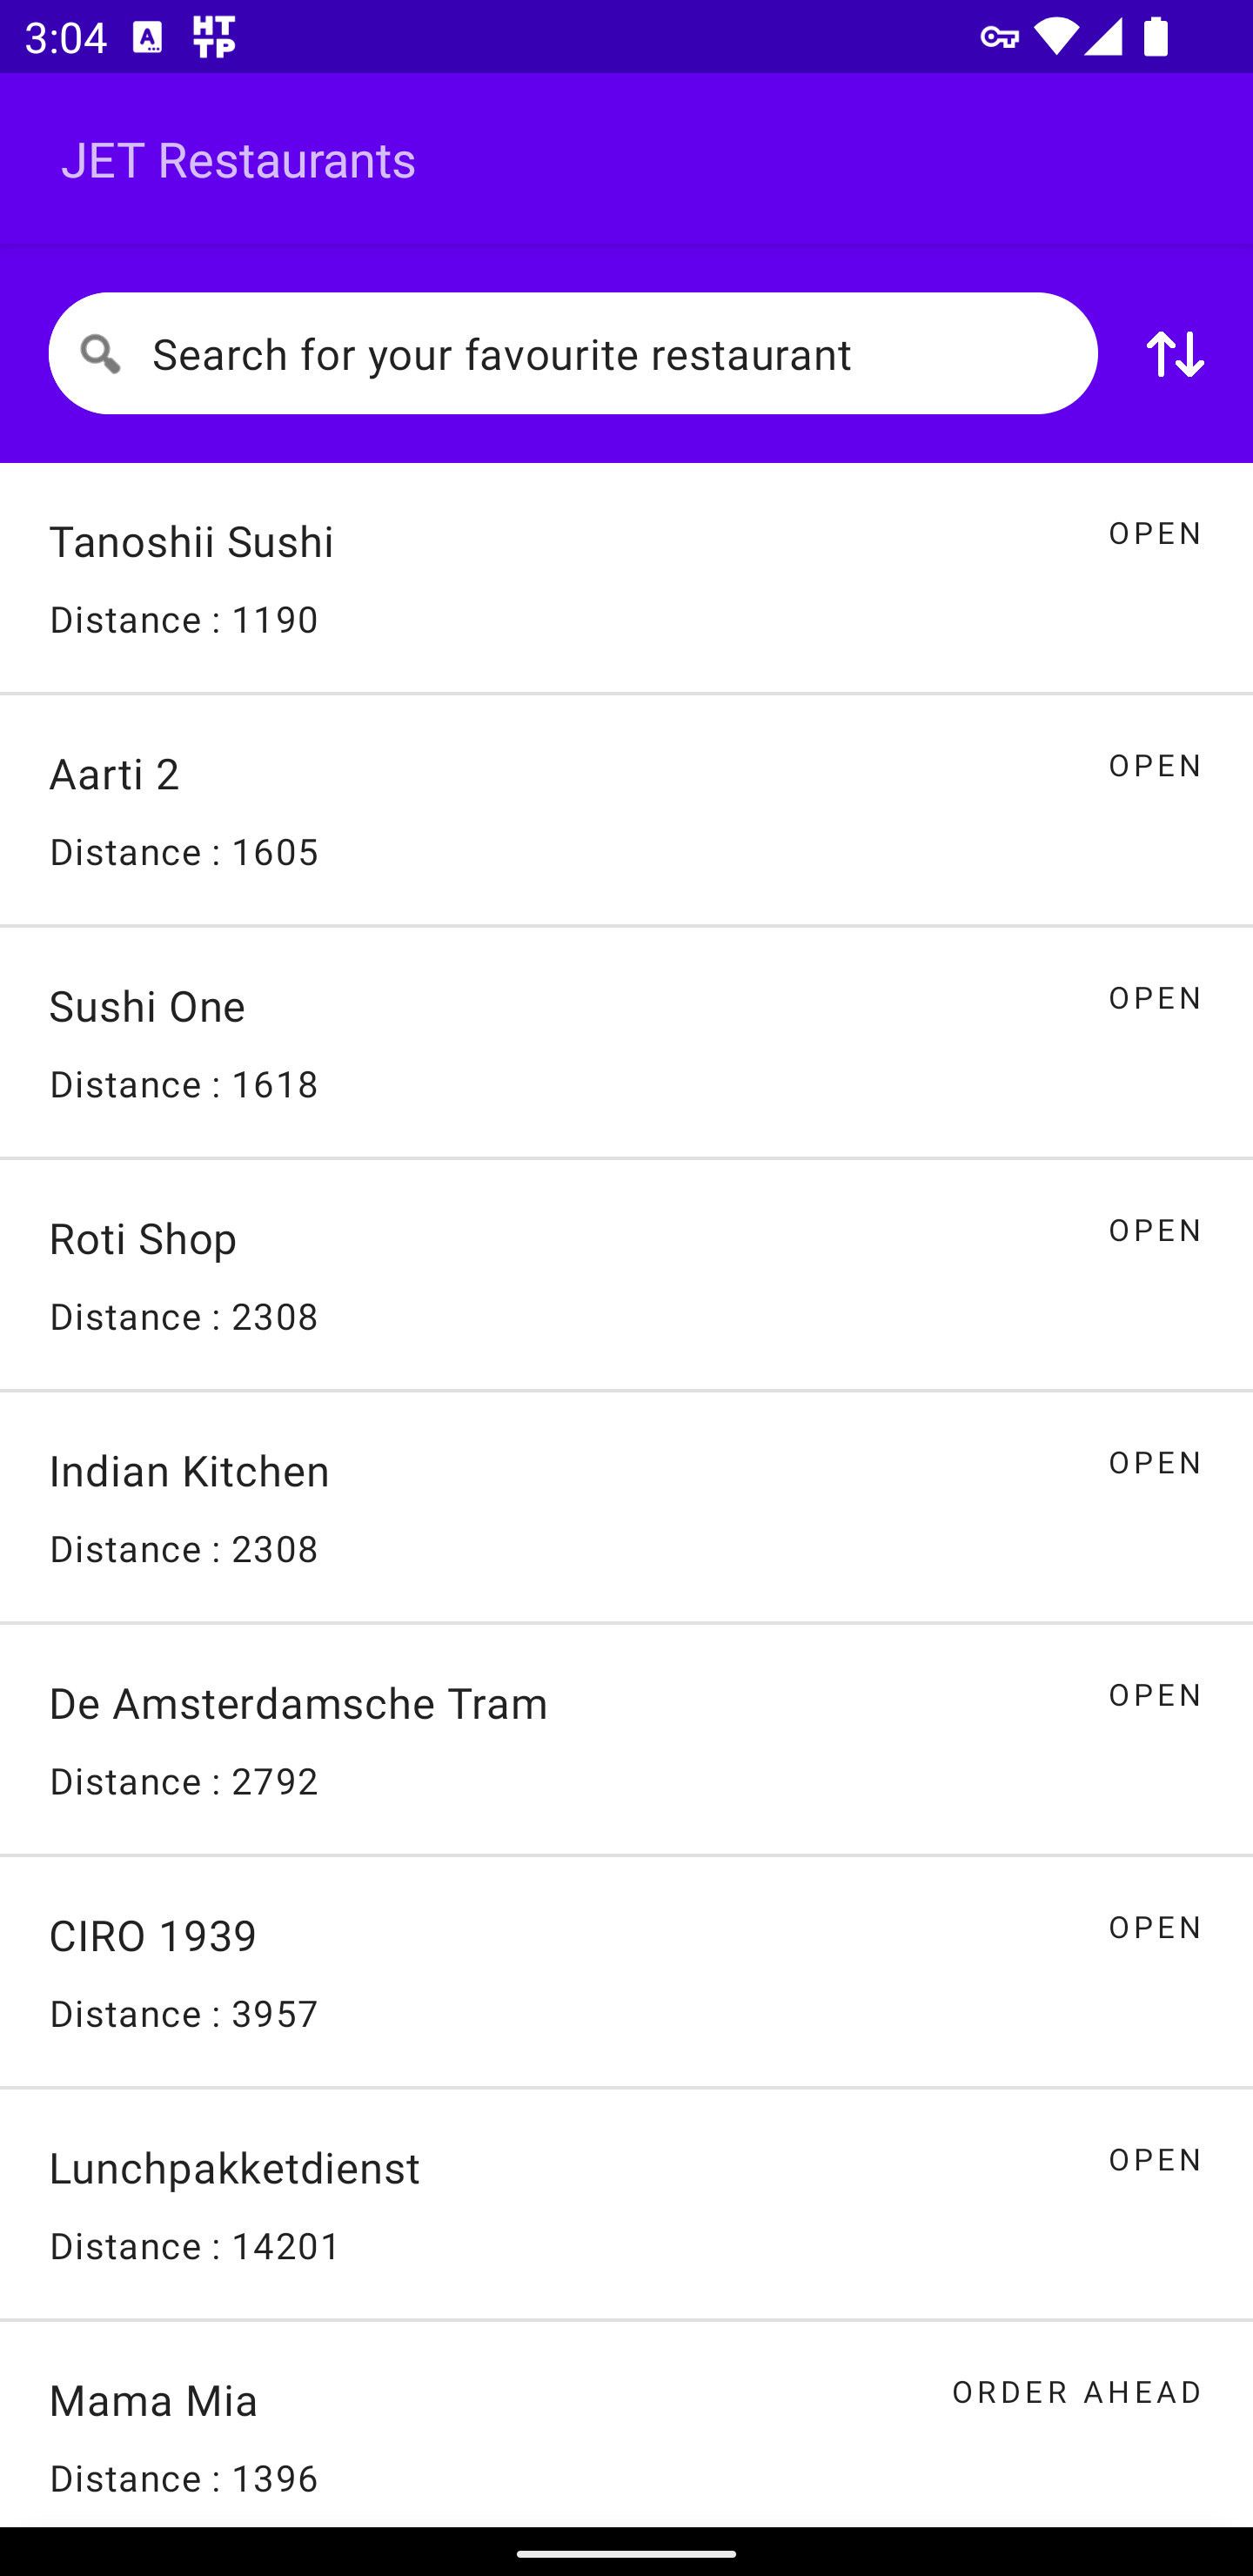 3:04 A HT
TP
JET Restaurants
Search for your favourite restaurant
Tanoshii Sushi OPEN
Distance : 1190
Aarti 2 OPEN
Distance : 1605
Sushi One OPEN
Distance : 1618
Roti Shop OPEN
Distance : 2308
Indian Kitchen OPEN
Distance : 2308
De Amsterdamsche Tram OPEN
Distance : 2792
CIRO 1939 OPEN
Distance : 3957
Lunchpakketdienst OPEN
Distance : 14201
Mama Mia ORDER AHEAD
Distance : 1396